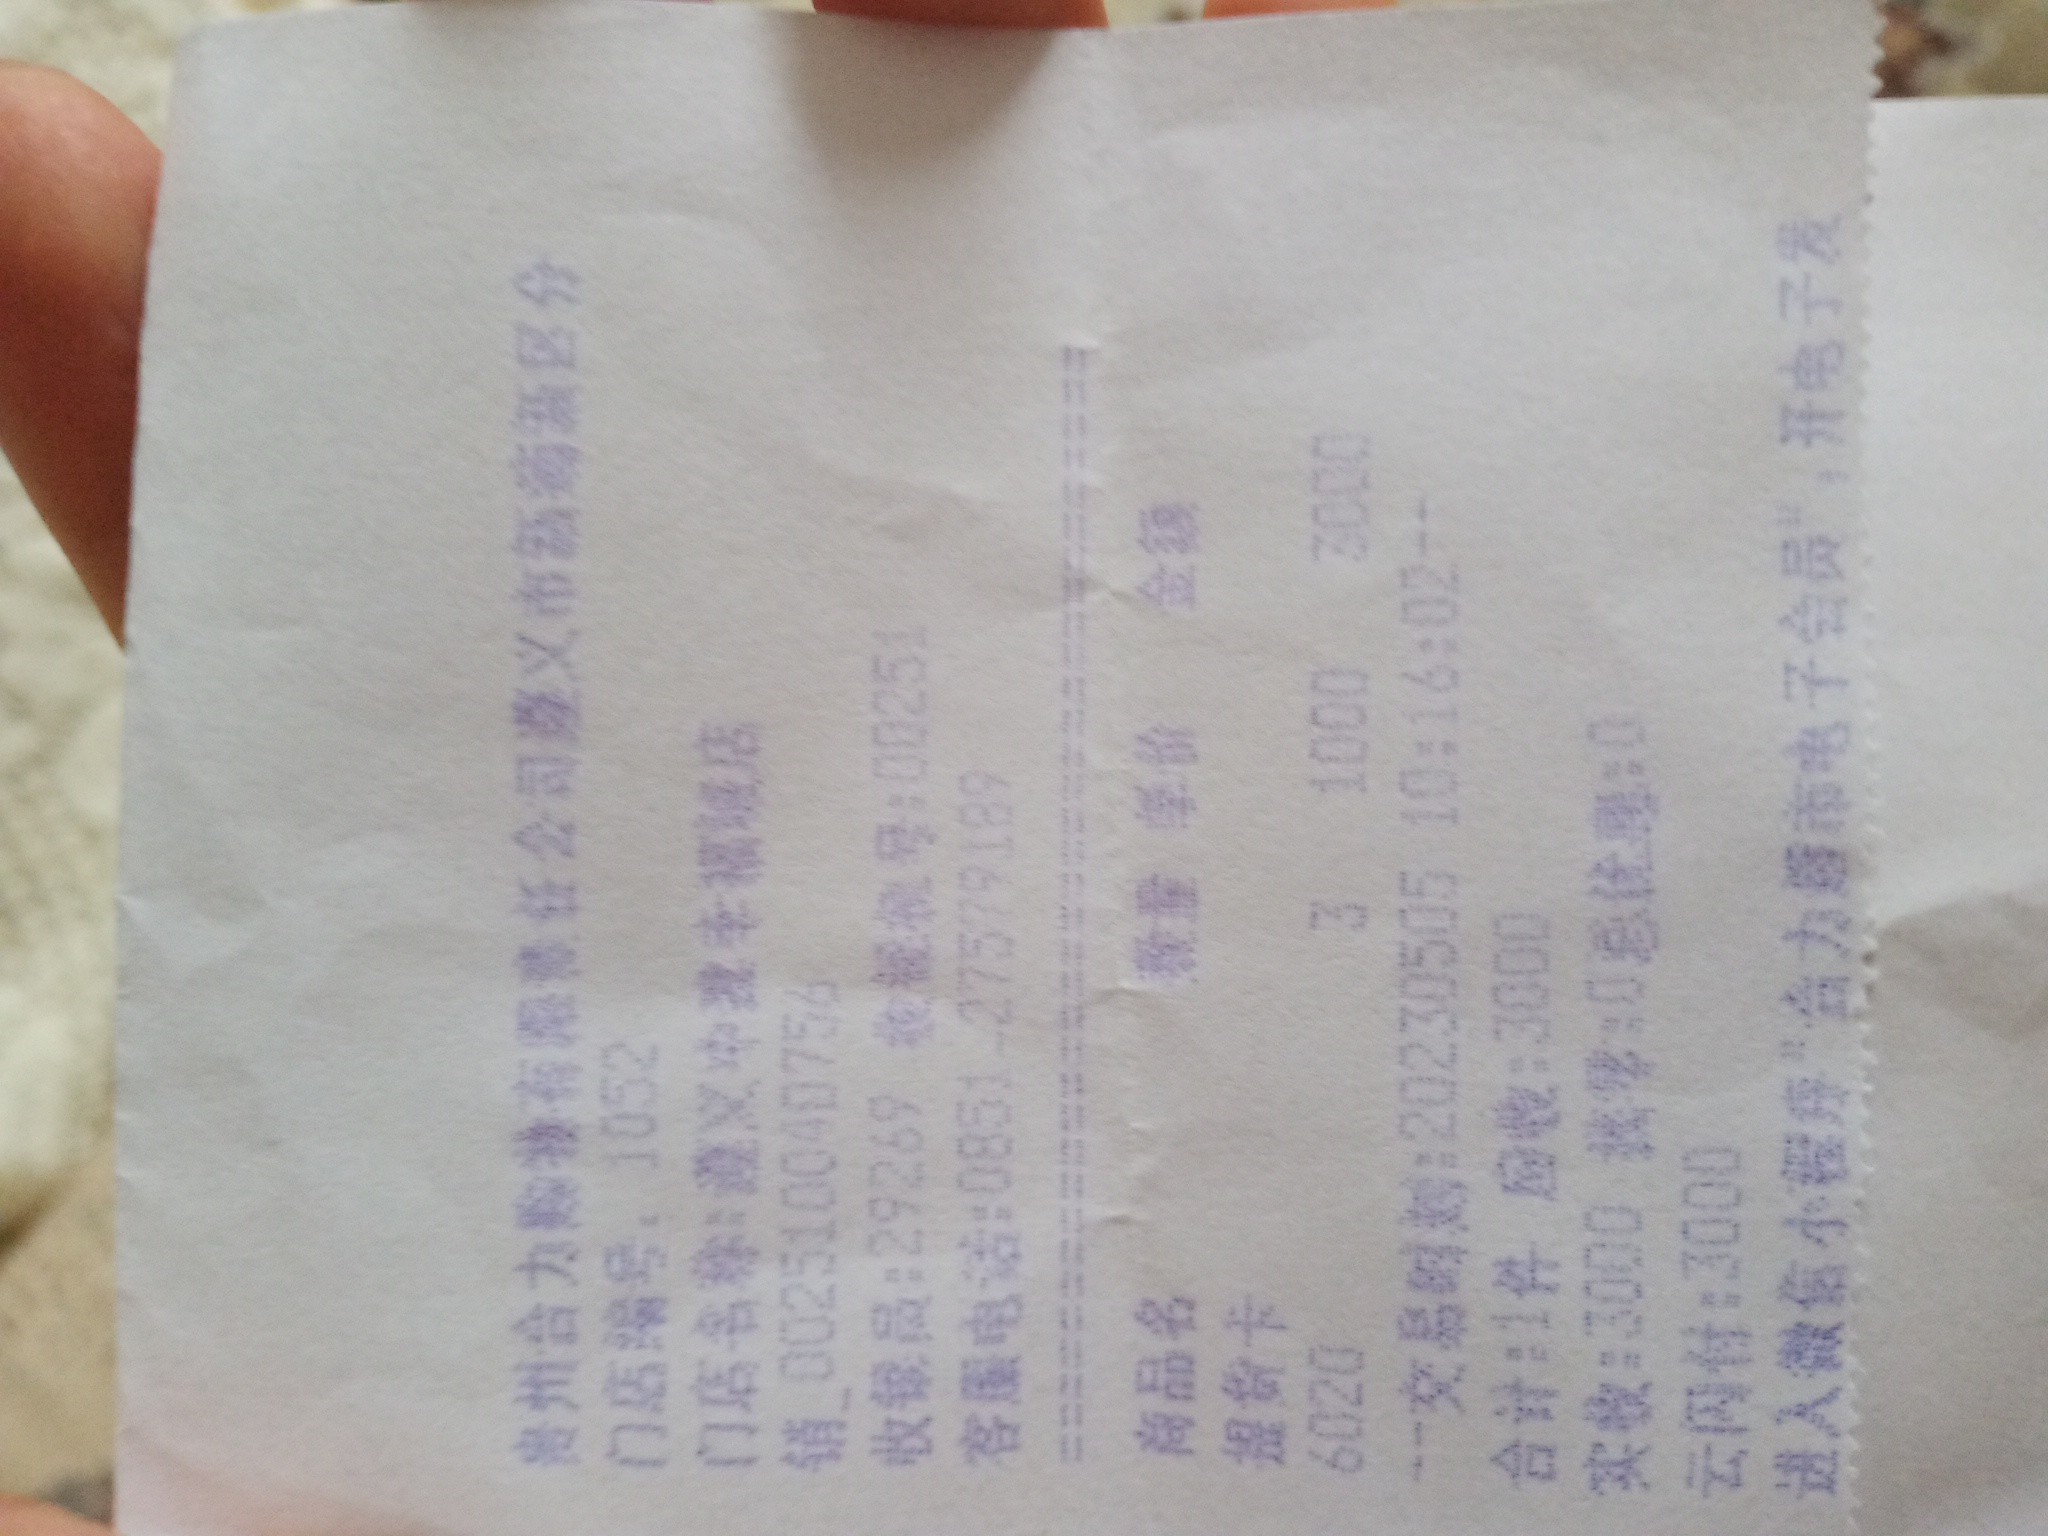 贵州合力购物有限责任公司遵义市新蒲新区分
门店编号: 1052
门店名称:遵义中建幸福城店
销_0025100400756
收银员:29269 收银机号:00251
客服电话:0851-27579189
==============================
商品名 数量 单价 金额
提货卡
6020 3 1000 3000
--交易时间:20230505 10:16:02--
合计:1件 应收:3000
实收:3000 找零:0 总优惠:0
云网付:3000
进入微信小程序"合力超市电子会员",开电子发